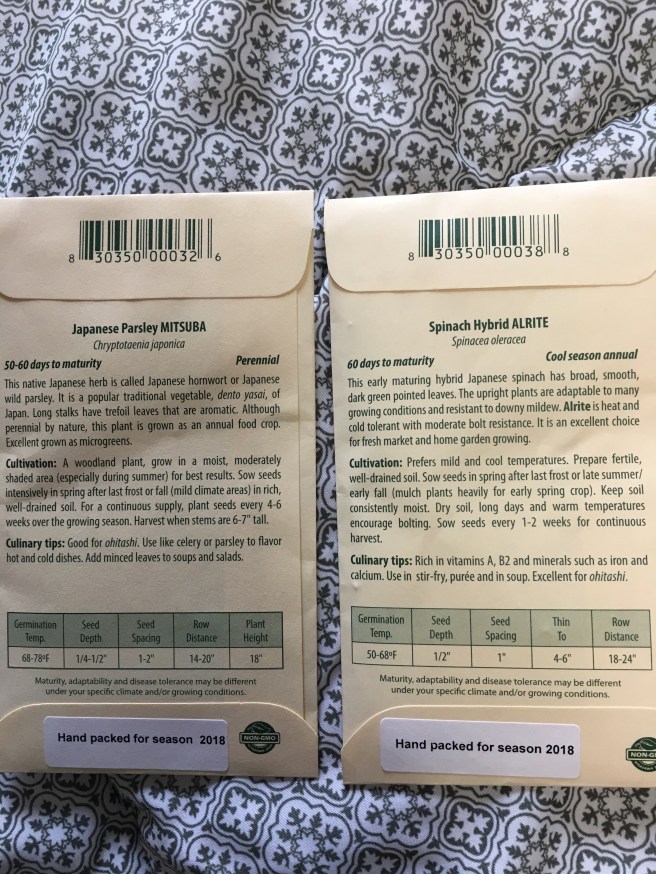 8 30350 00032 6
Japanese Parsley MITSUBA
Chryptotaenia japonica
50-60 days to maturity Perennial
This native Japanese herb is called Japanese hornwort or Japanese
wild parsley. It is a popular traditional vegetable, dento yasai, of
Japan. Long stalks have trefoil leaves that are aromatic. Although
perennial by nature, this plant is grown as an annual food crop.
Excellent grown as microgreens.
Cultivation: A woodland plant, grow in a moist, moderately
shaded area (especially during summer) for best results. Sow seeds
intensively in spring after last frost or fall (mild climate areas) in rich,
well-drained soil. For a continuous supply, plant seeds every 4-6
weeks over the growing season. Harvest when stems are 6-7" tall.
Culinary tips: Good for ohitashi. Use like celery or parsley to flavor
hot and cold dishes. Add minced leaves to soups and salads.
Germination Temp. Seed Depth Seed Spacing Row Distance Plant Height
68-78ºF 1/4-1/2" 1-2" 14-20" 18"
Maturity, adaptability and disease tolerance may be different
under your specific climate and/or growing conditions.
Hand packed for season 2018
NON-GMO
8 30350 00038 8
Spinach Hybrid ALRITE
Spinacea oleracea
60 days to maturity Cool season annual
This early maturing hybrid Japanese spinach has broad, smooth,
dark green pointed leaves. The upright plants are adaptable to many
growing conditions and resistant to downy mildew. Alrite is heat and
cold tolerant with moderate bolt resistance. It is an excellent choice
for fresh market and home garden growing.
Cultivation: Prefers mild and cool temperatures. Prepare fertile,
well-drained soil. Sow seeds in spring after last frost or late summer/
early fall (mulch plants heavily for early spring crop). Keep soil
consistently moist. Dry soil, long days and warm temperatures
encourage bolting. Sow seeds every 1-2 weeks for continuous
harvest.
Culinary tips: Rich in vitamins A, B2 and minerals such as iron and
calcium. Use in stir-fry, purée and in soup. Excellent for ohitashi.
Germination Temp. Seed Depth Seed Spacing Thin To Row Distance
50-68ºF 1/2" 1" 4-6" 18-24"
Maturity, adaptability and disease tolerance may be different
under your specific climate and/or growing conditions.
Hand packed for season 2018